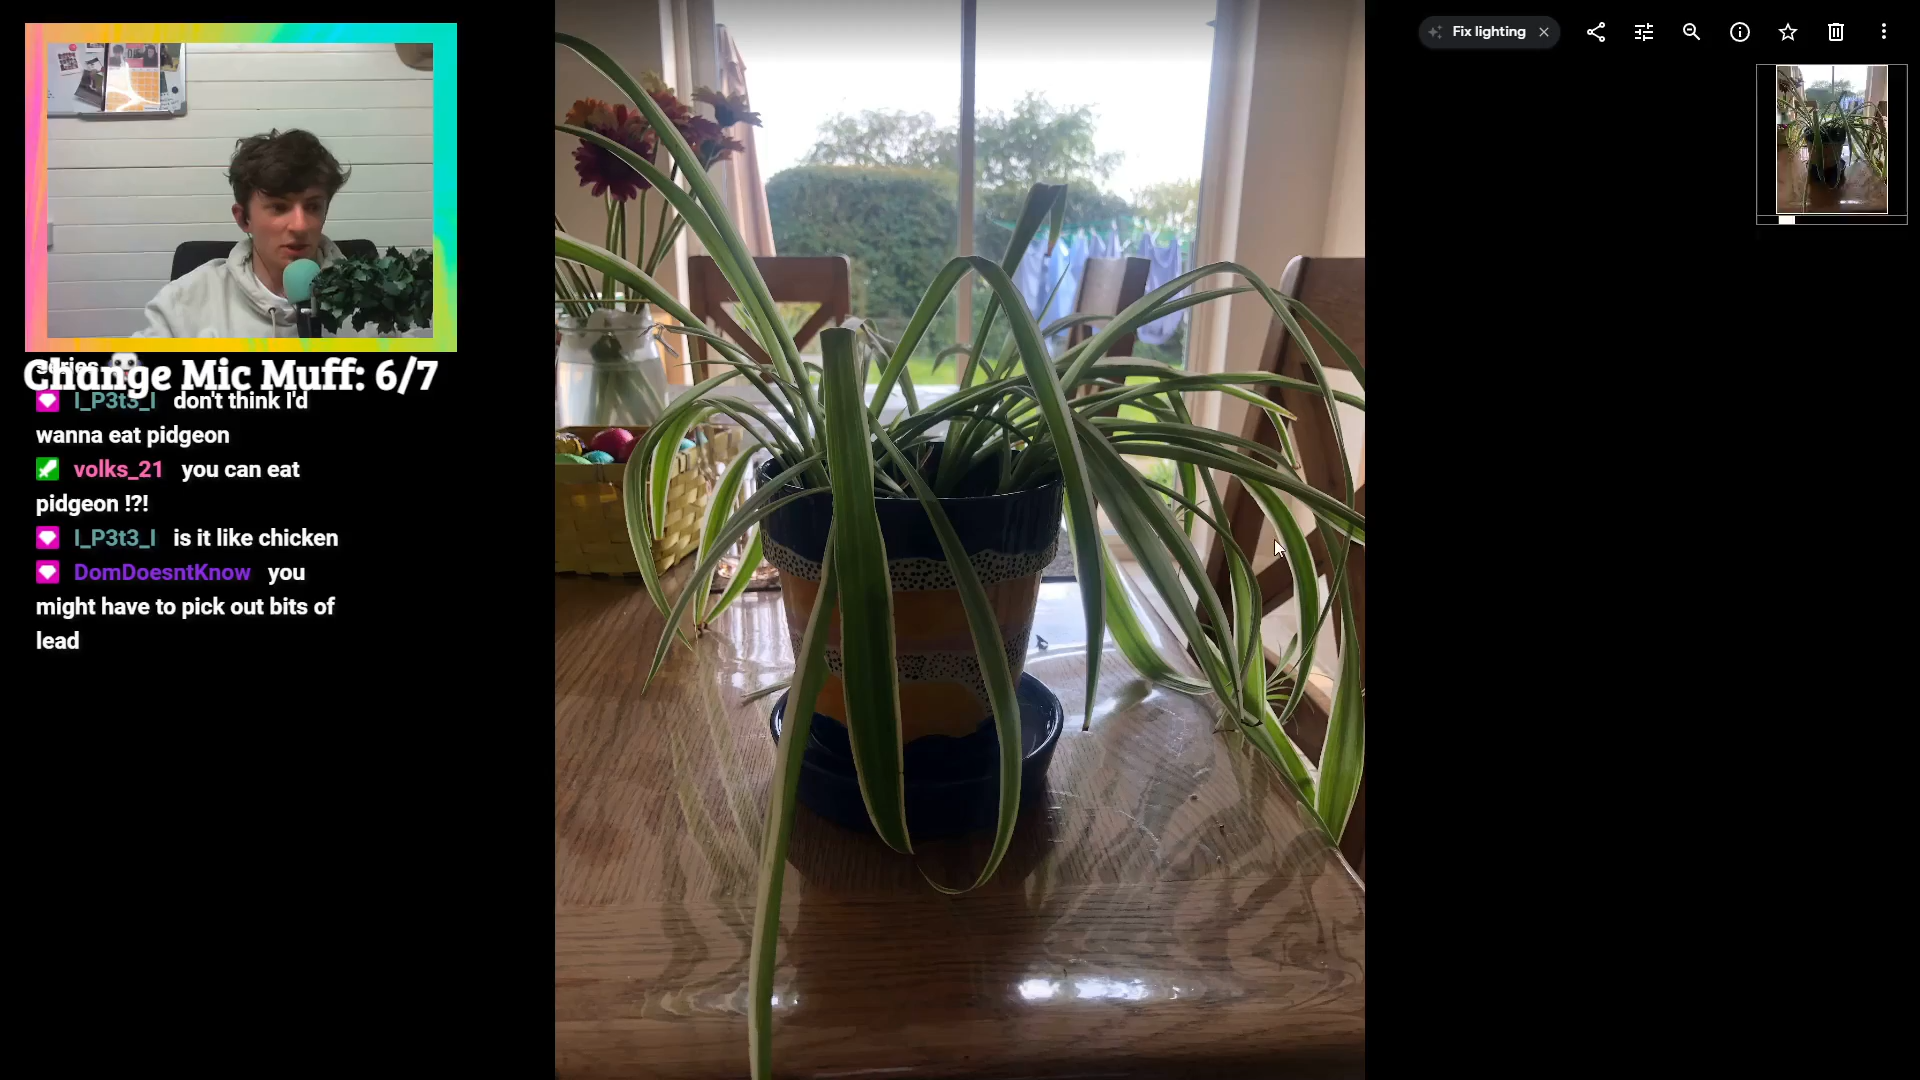 Fix lighting
series
Change Mic Muff: 6/7
I_P3t3_I don't think I'd
wanna eat pidgeon
volks_21 you can eat
pidgeon !?!
I_P3t3_I is it like chicken
DomDoesntKnow you
might have to pick out bits of
lead